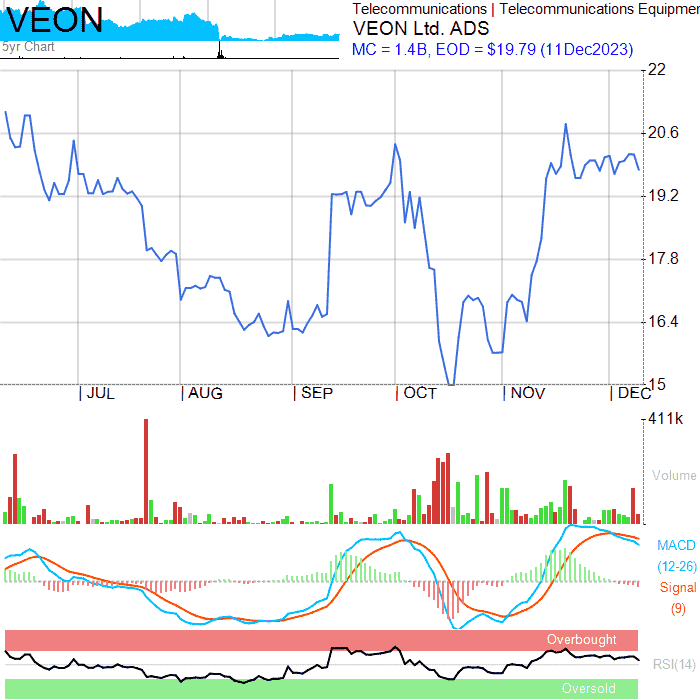 VEON
5yr Chart
Telecommunications | Telecommunications Equipmen
VEON Ltd. ADS
MC = 1.4B, EOD = $19.79 (11Dec2023)
22
20.6
19.2
17.8
16.4
15
JUL AUG SEP OCT NOV DEC
411k
Volume
MACD
(12-26)
Signal
(9)
Overbought
RSI(14)
Oversold